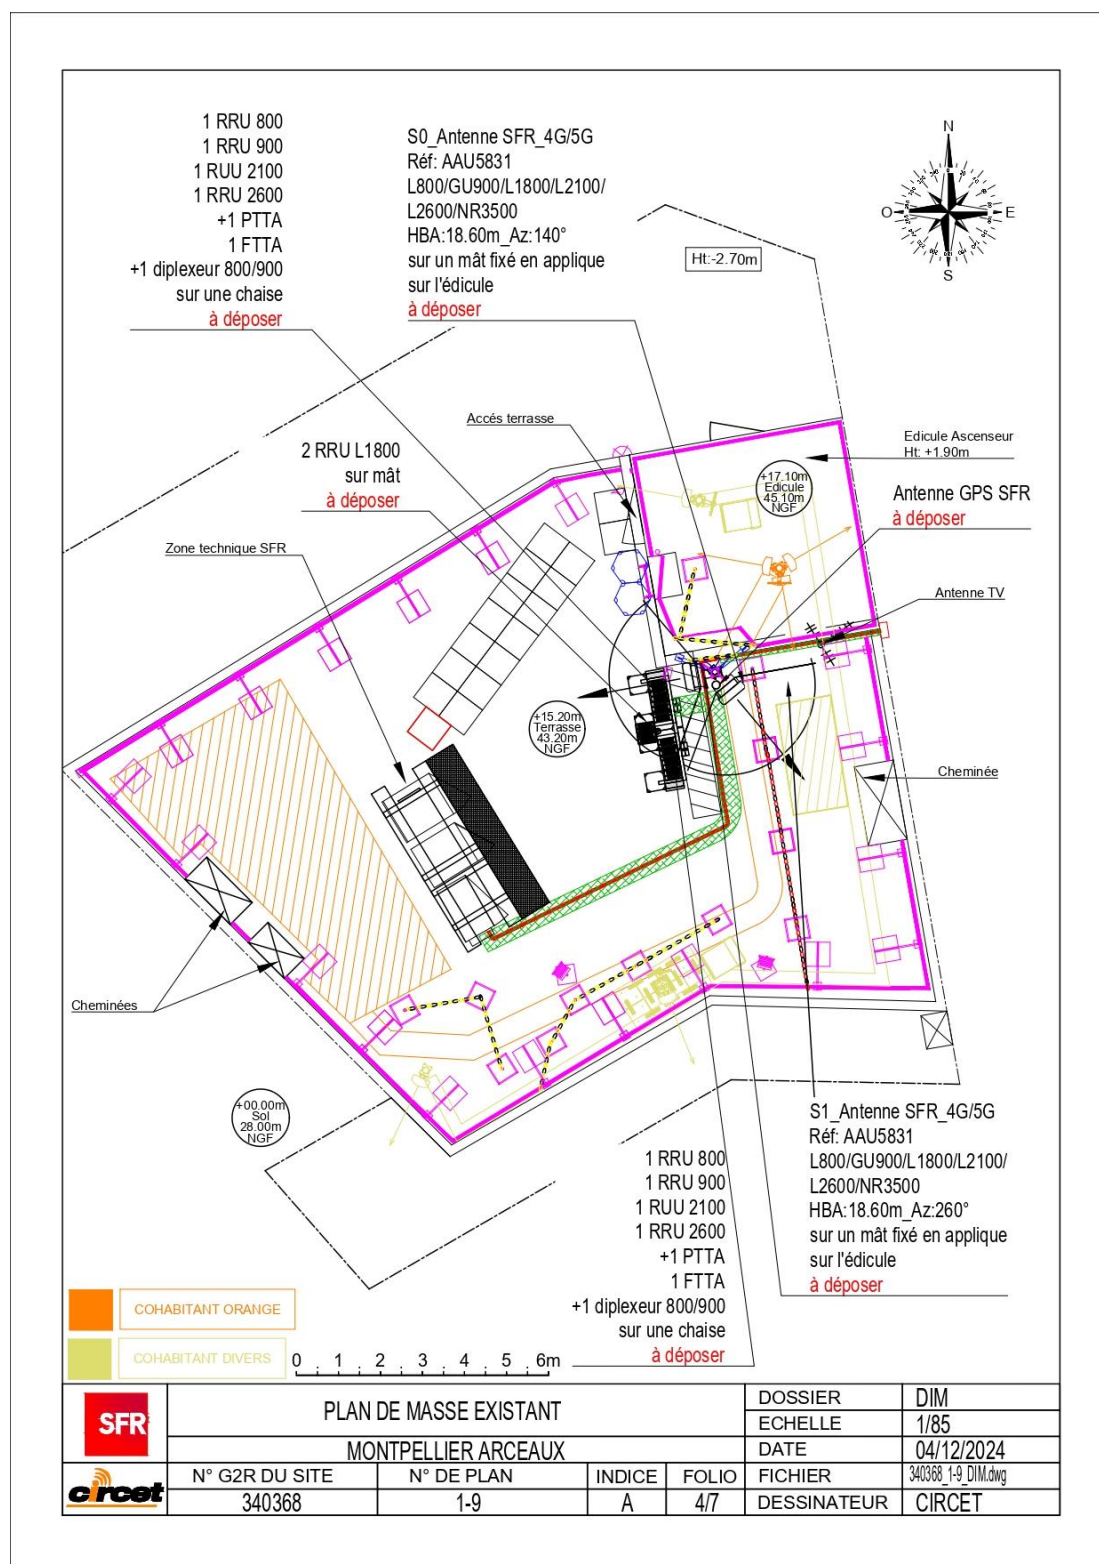 1 RRU 800
1 RRU 900
1 RUU 2100
1 RRU 2600
+1 PTTA
1 FTTA
+1 diplexeur 800/900
sur une chaise
à déposer
S0_Antenne SFR_4G/5G
Réf: AAU5831
L800/GU900/L1800/L2100/
L2600/NR3500
HBA:18.60m_Az:140°
sur un mât fixé en applique
sur l'édicule
à déposer
N
O
E
S
Ht:-2.70m
Accés terrasse
2 RRU L1800
sur mât
à déposer
Edicule Ascenseur
Ht: +1.90m
+17.10m
Edicule
45.10m
NGF
Antenne GPS SFR
à déposer
Zone technique SFR
Antenne TV
+15.20m
Terrasse
43.20m
NGF
Cheminée
Cheminées
+00.00m
Sol
28.00m
NGF
S1_Antenne SFR_4G/5G
Réf: AAU5831
L800/GU900/L1800/L2100/
L2600/NR3500
HBA:18.60m_Az:260°
sur un mât fixé en applique
sur l'édicule
à déposer
1 RRU 800
1 RRU 900
1 RUU 2100
1 RRU 2600
+1 PTTA
1 FTTA
+1 diplexeur 800/900
sur une chaise
à déposer
COHABITANT ORANGE
COHABITANT DIVERS
0 1 2 3 4 5 6m
SFR
PLAN DE MASSE EXISTANT
MONTPELLIER ARCEAUX
DOSSIER DIM
ECHELLE 1/85
DATE 04/12/2024
circet
N° G2R DU SITE N° DE PLAN INDICE FOLIO FICHIER 340368_1-9_DIM.dwg
340368 1-9 A 4/7 DESSINATEUR CIRCET